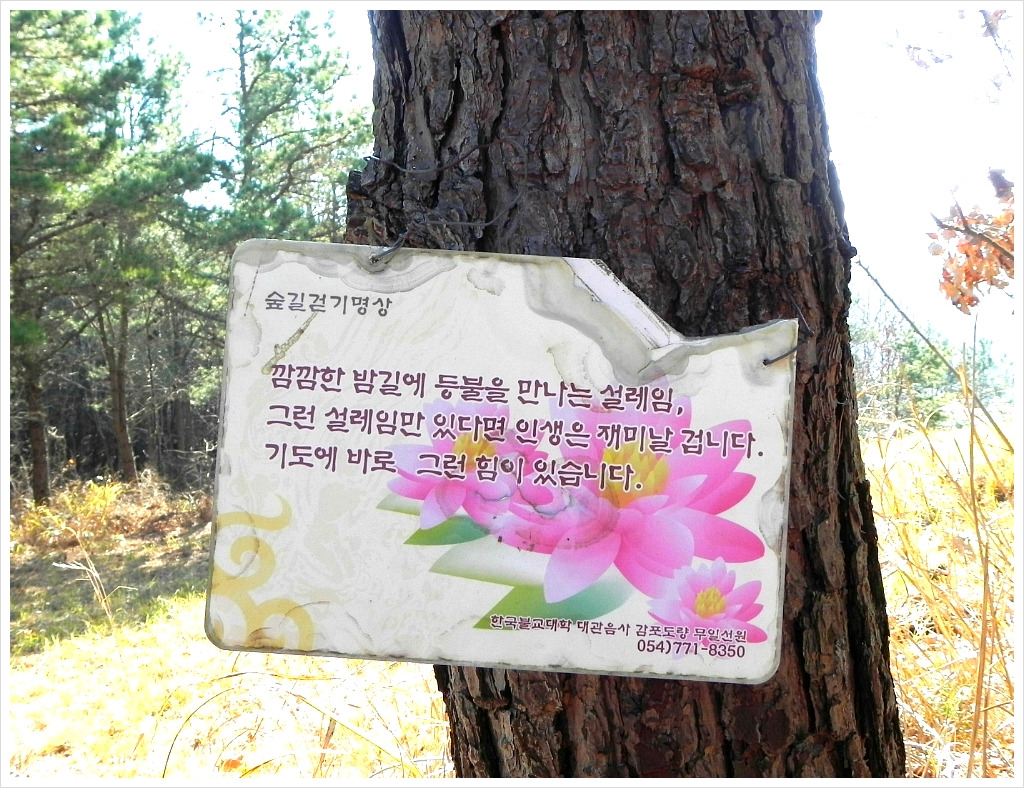 숲길걷기명상
깜깜한 밤길에 등불을 만나는 설레임,
그런 설레임만 있다면 인생은 재미날 겁니다.
기도에 바로 그런 힘이 있습니다.
한국불교대학 대관음사 감포도량 무일선원
054)771-8350